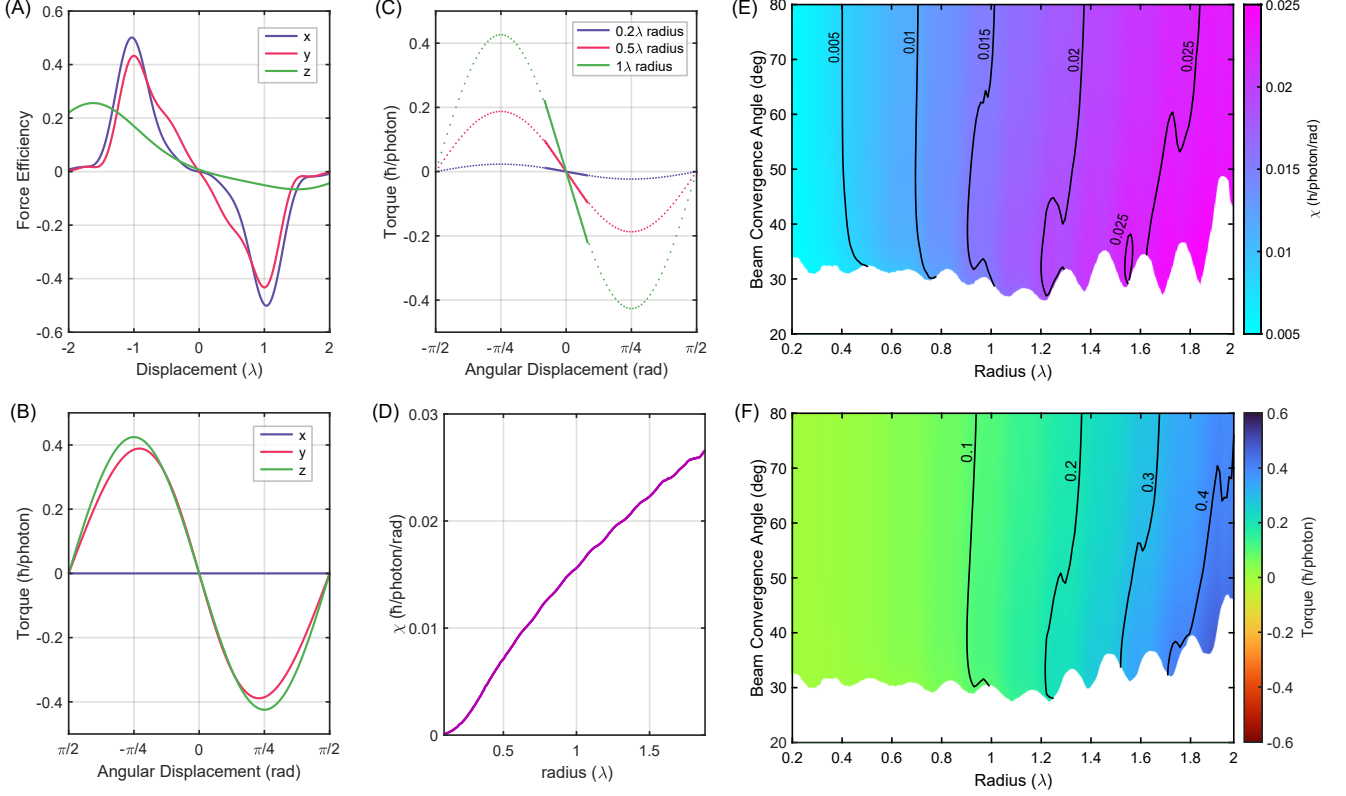 (A)
0.6
0.4
0.2
0
-0.2
-0.4
-0.6
Force Efficiency
x
y
z
-2
-1
0
1
2
Displacement (λ)
(C)
0.4
0.2
0
-0.2
-0.4
Torque (ħ/photon)
0.2λ radius
0.5λ radius
1λ radius
-π/2
-π/4
0
π/4
π/2
Angular Displacement (rad)
(E)
80
70
60
50
40
30
20
Beam Convergence Angle (deg)
0.005
0.01
0.015
0.02
0.025
0.025
0.2
0.4
0.6
0.8
1
1.2
1.4
1.6
1.8
2
Radius (λ)
0.025
0.02
0.015
0.01
0.005
χ (ħ/photon/rad)
(B)
0.4
0.2
0
-0.2
-0.4
Torque (ħ/photon)
x
y
z
π/2
-π/4
0
π/4
π/2
Angular Displacement (rad)
(D)
0.03
0.02
0.01
0
χ (ħ/photon/rad)
0.5
1
1.5
radius (λ)
(F)
80
70
60
50
40
30
20
Beam Convergence Angle (deg)
0.1
0.2
0.3
0.4
0.2
0.4
0.6
0.8
1
1.2
1.4
1.6
1.8
2
Radius (λ)
0.6
0.4
0.2
0
-0.2
-0.4
-0.6
Torque (ħ/photon)